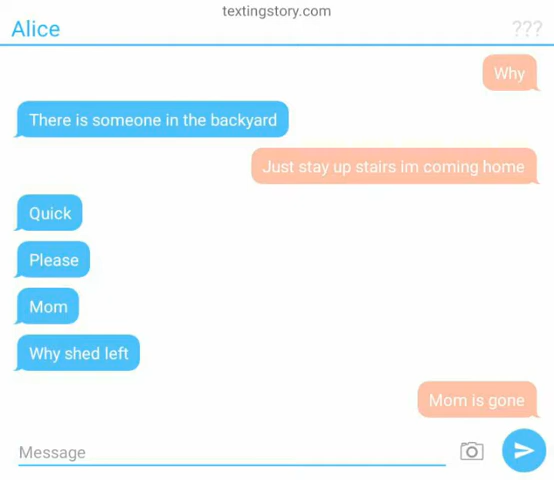 textingstory.com
Alice
???
Why
There is someone in the backyard
Just stay up stairs im coming home
Quick
Please
Mom
Why shed left
Mom is gone
Message